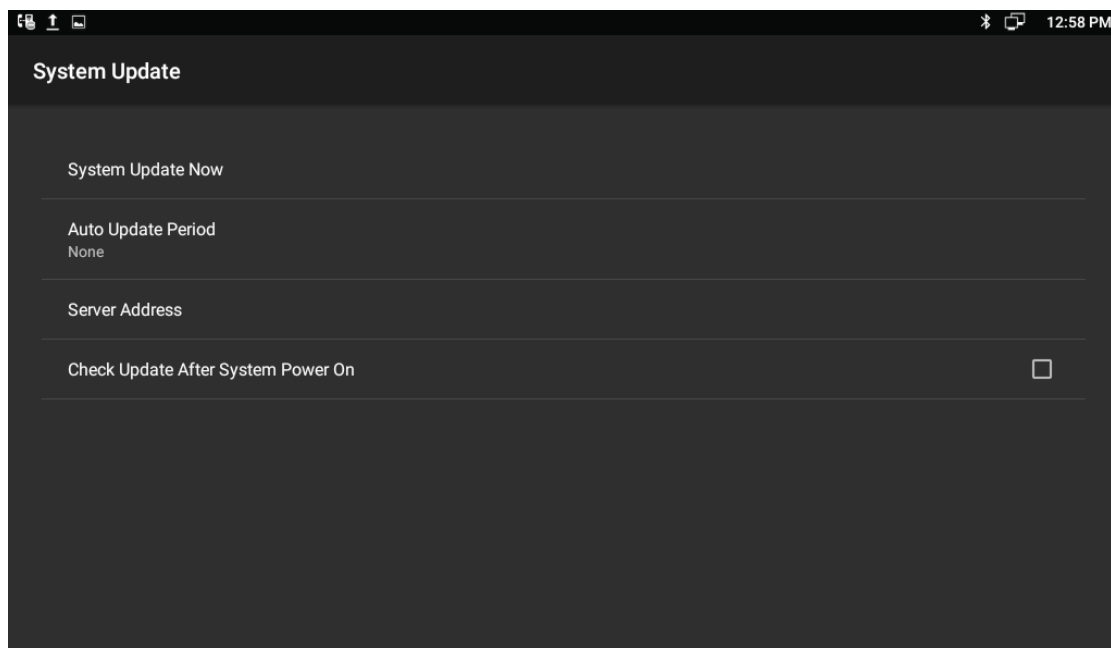 12:58 PM
System Update
System Update Now
Auto Update Period
None
Server Address
Check Update After System Power On